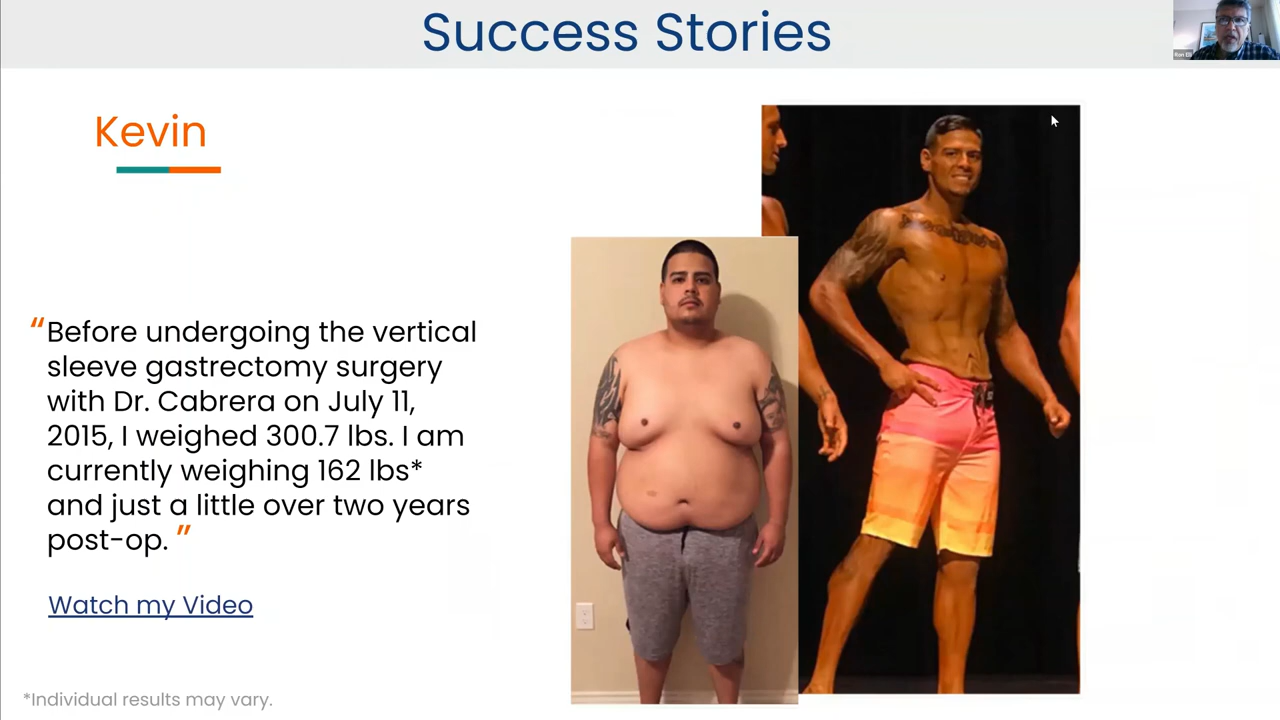 Success Stories
Ron Elli
Kevin
“Before undergoing the vertical
sleeve gastrectomy surgery
with Dr. Cabrera on July 11,
2015, I weighed 300.7 lbs. I am
currently weighing 162 lbs*
and just a little over two years
post-op. ”
Watch my Video
*Individual results may vary.